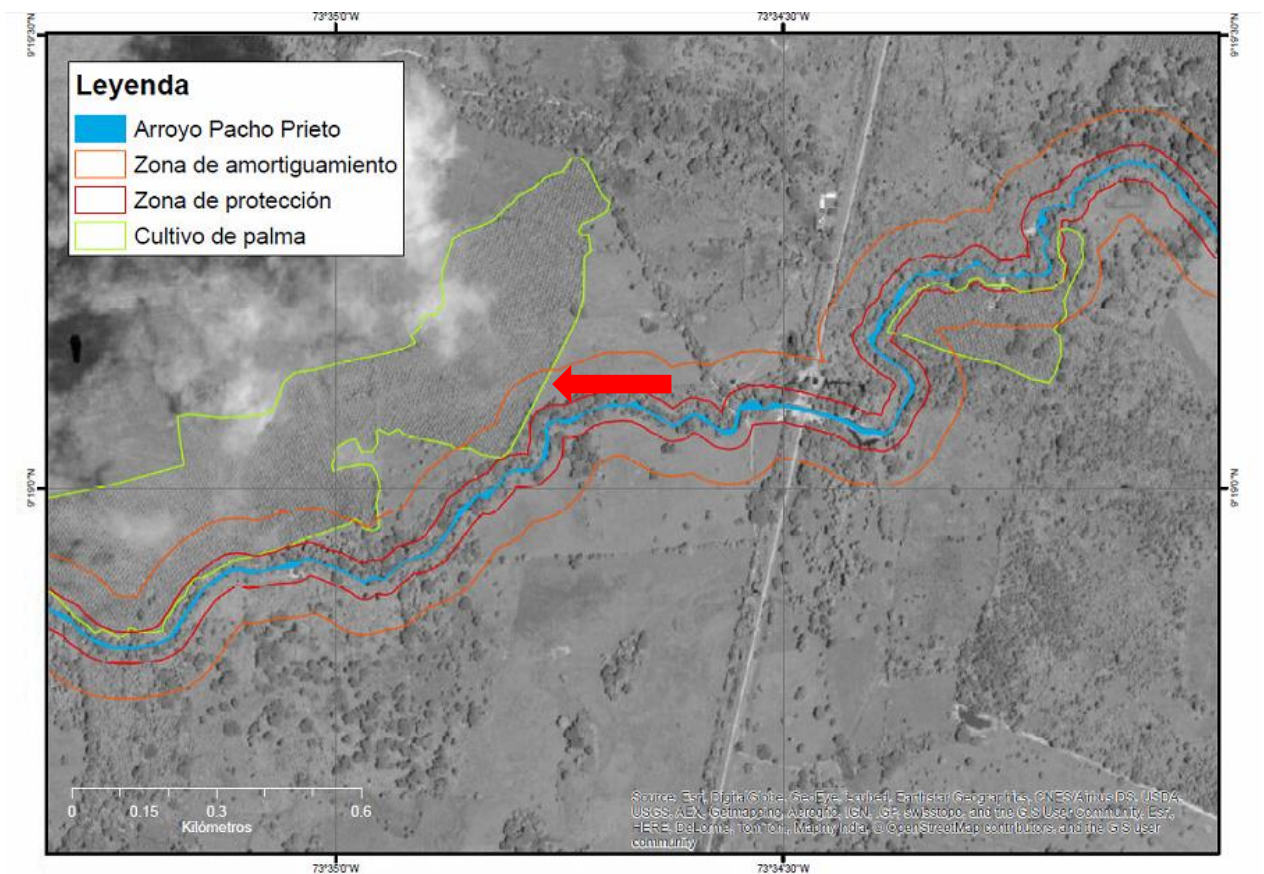 73°35'0"W 73°34'30"W
9°19'30"N 9°19'30"N
Leyenda
Arroyo Pacho Prieto
Zona de amortiguamiento
Zona de protección
Cultivo de palma
9°19'0"N 9°19'0"N
0 0.15 0.3 0.6
Kilómetros
Source: Esri, DigitalGlobe, GeoEye, i-cubed, Earthstar Geographics, CNES/Airbus DS, USDA,
USGS, AEX, Getmapping, Aerogrid, IGN, IGP, swisstopo, and the GIS User Community, Esri,
HERE, DeLorme, TomTom, MapmyIndia, © OpenStreetMap contributors, and the GIS user
community
73°35'0"W 73°34'30"W